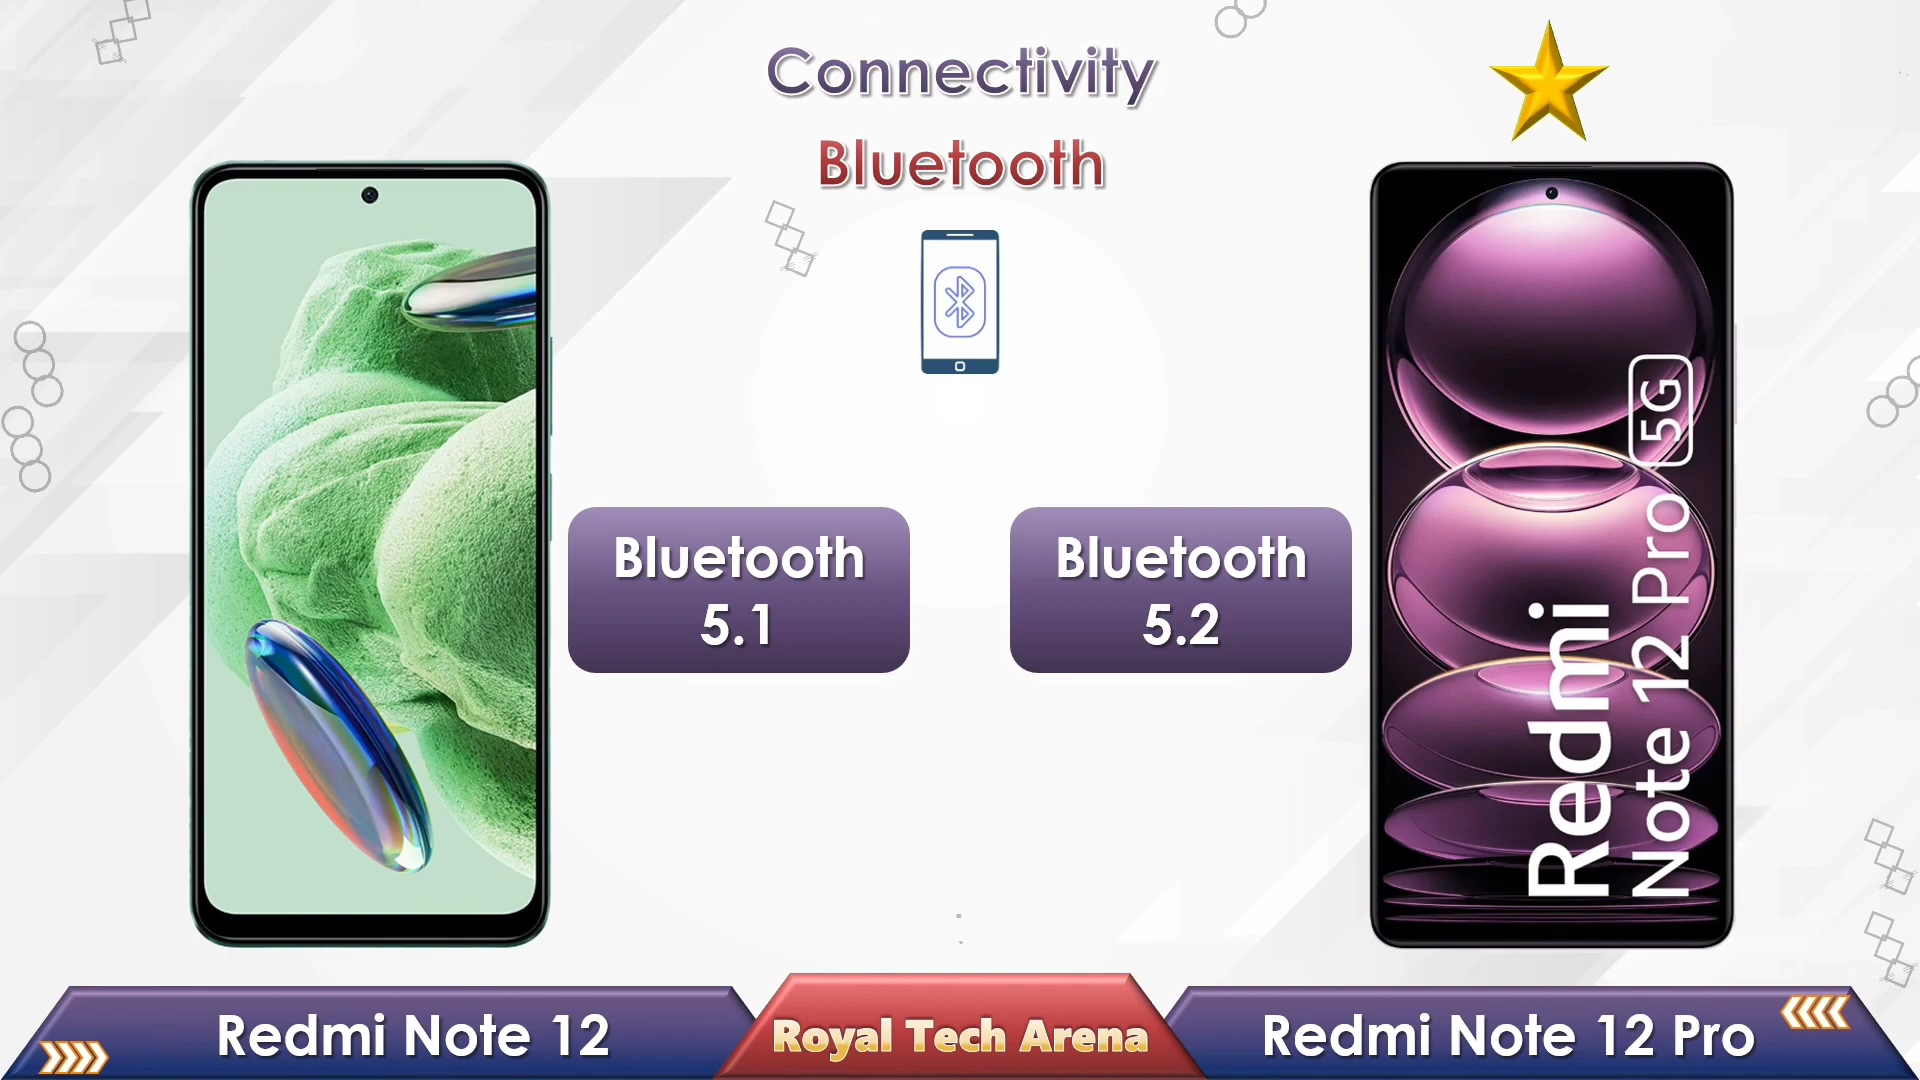 Connectivity
Bluetooth
Bluetooth
5.1
Bluetooth
5.2
Redmi
Note 12 Pro 5G
Redmi Note 12
Royal Tech Arena
Redmi Note 12 Pro